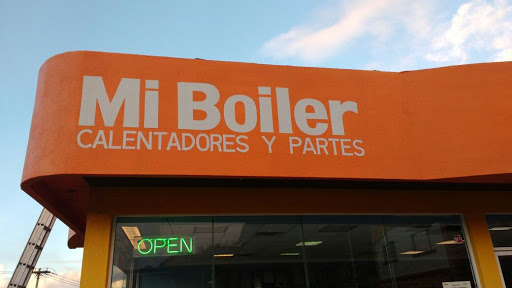 Mi Boiler
CALENTADORES Y PARTES
OPEN